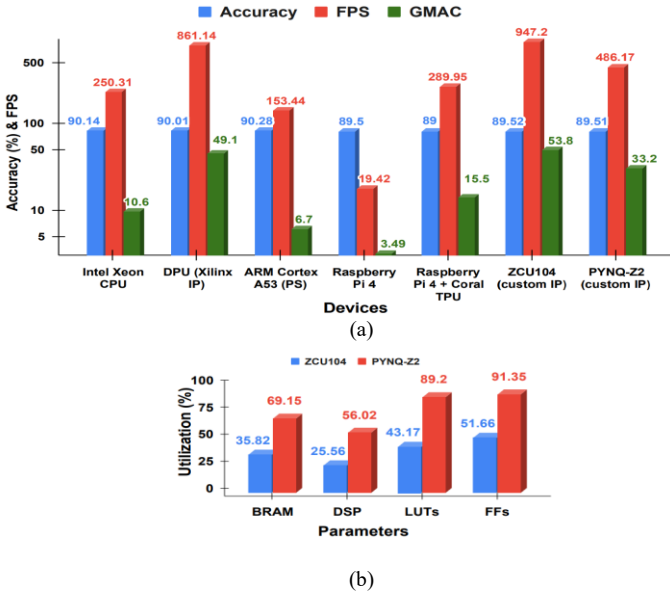 Accuracy FPS GMAC
Accuracy (%) & FPS
500
100
50
10
5
90.14 250.31 10.6
90.01 861.14 49.1
90.28 153.44 6.7
89.5 19.42 3.49
89 289.95 15.5
89.52 947.2 53.8
89.51 486.17 33.2
Intel Xeon
CPU
DPU (Xilinx
IP)
ARM Cortex
A53 (PS)
Raspberry
Pi 4
Raspberry
Pi 4 + Coral
TPU
ZCU104
(custom IP)
PYNQ-Z2
(custom IP)
Devices
(a)
ZCU104 PYNQ-Z2
Utilization (%)
100
75
50
25
0
35.82 69.15
25.56 56.02
43.17 89.2
51.66 91.35
BRAM DSP LUTs FFs
Parameters
(b)